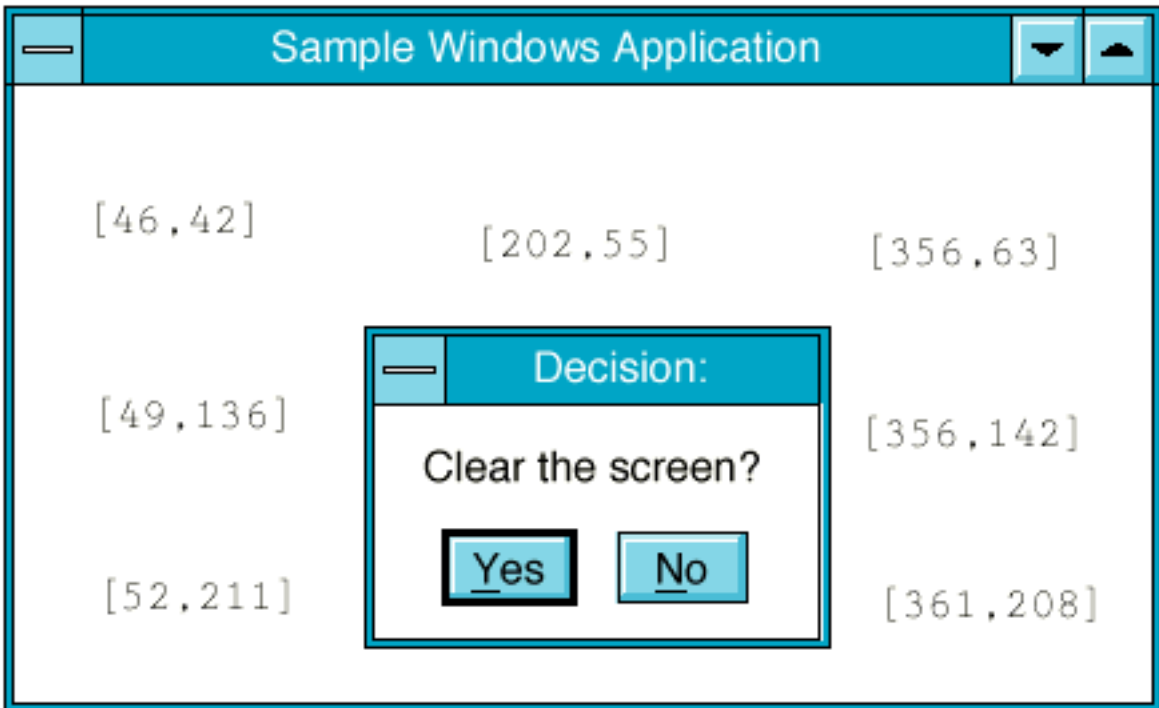 Sample Windows Application
[46,42]
[202,55]
[356,63]
Decision:
[49,136]
[356,142]
Clear the screen?
Yes
No
[52,211]
[361,208]